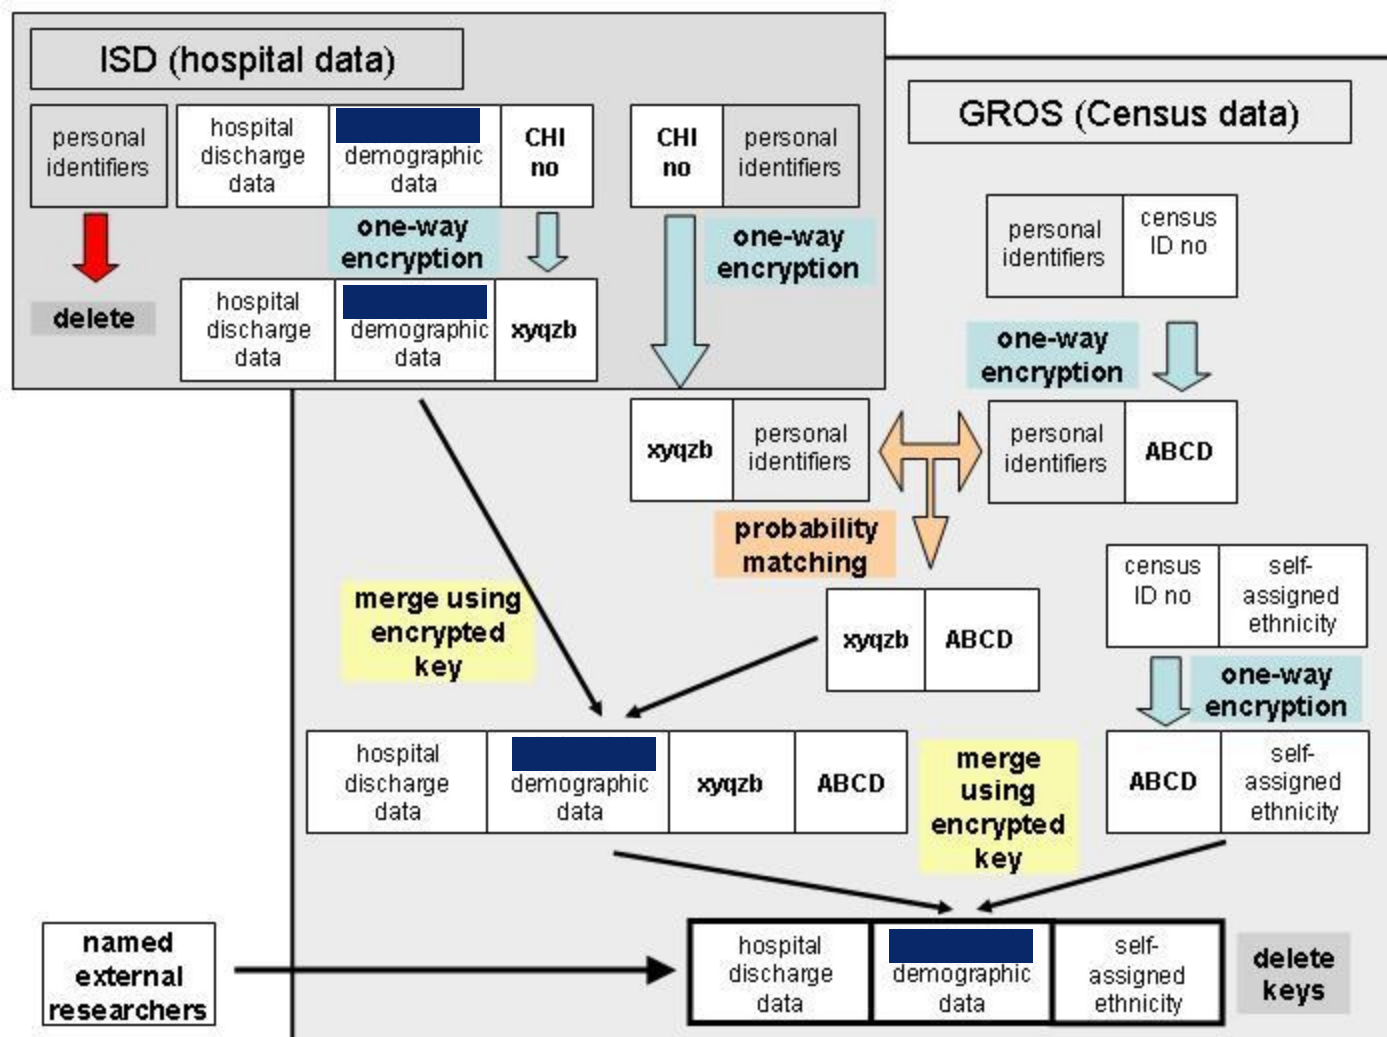 ISD (hospital data)
GROS (Census data)
personal
identifiers
hospital
discharge
data
demographic
data
CHI
no
CHI
no
personal
identifiers
one-way
encryption
one-way
encryption
delete
hospital
discharge
data
demographic
data
xyqzb
personal
identifiers
census
ID no
one-way
encryption
xyqzb
personal
identifiers
personal
identifiers
ABCD
probability
matching
census
ID no
self-
assigned
ethnicity
merge using
encrypted
key
xyqzb
ABCD
one-way
encryption
hospital
discharge
data
demographic
data
xyqzb
ABCD
merge
using
encrypted
key
ABCD
self-
assigned
ethnicity
named
external
researchers
hospital
discharge
data
demographic
data
self-
assigned
ethnicity
delete
keys